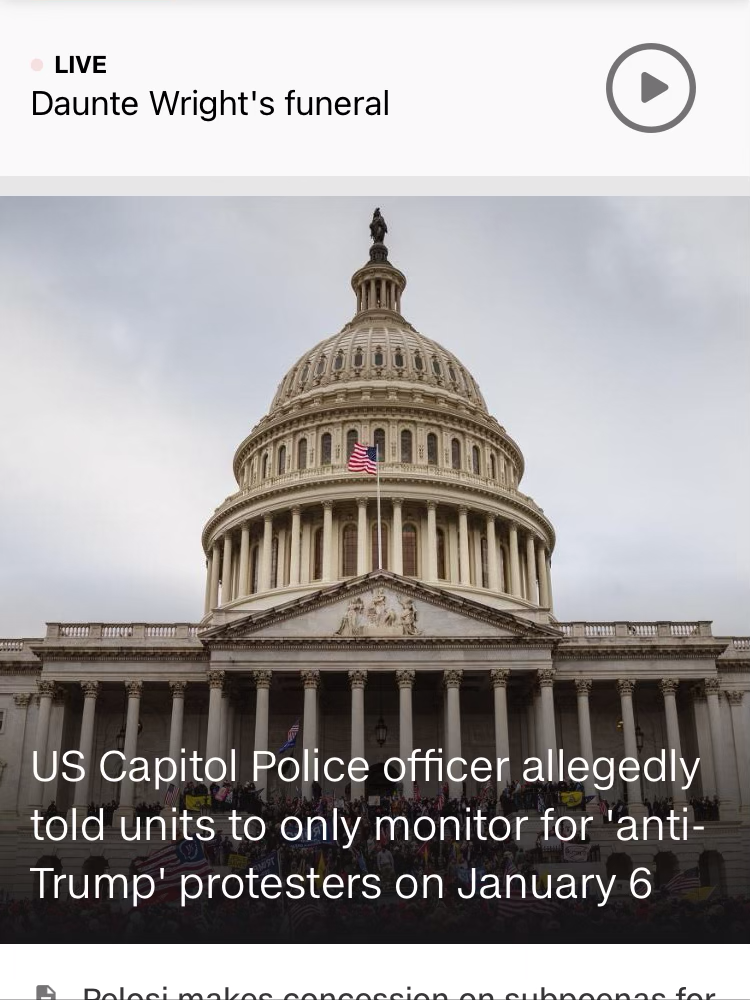 LIVE
Daunte Wright's funeral
US Capitol Police officer allegedly
told units to only monitor for 'anti-
Trump' protesters on January 6
Pelosi makes concession on subpoenas for